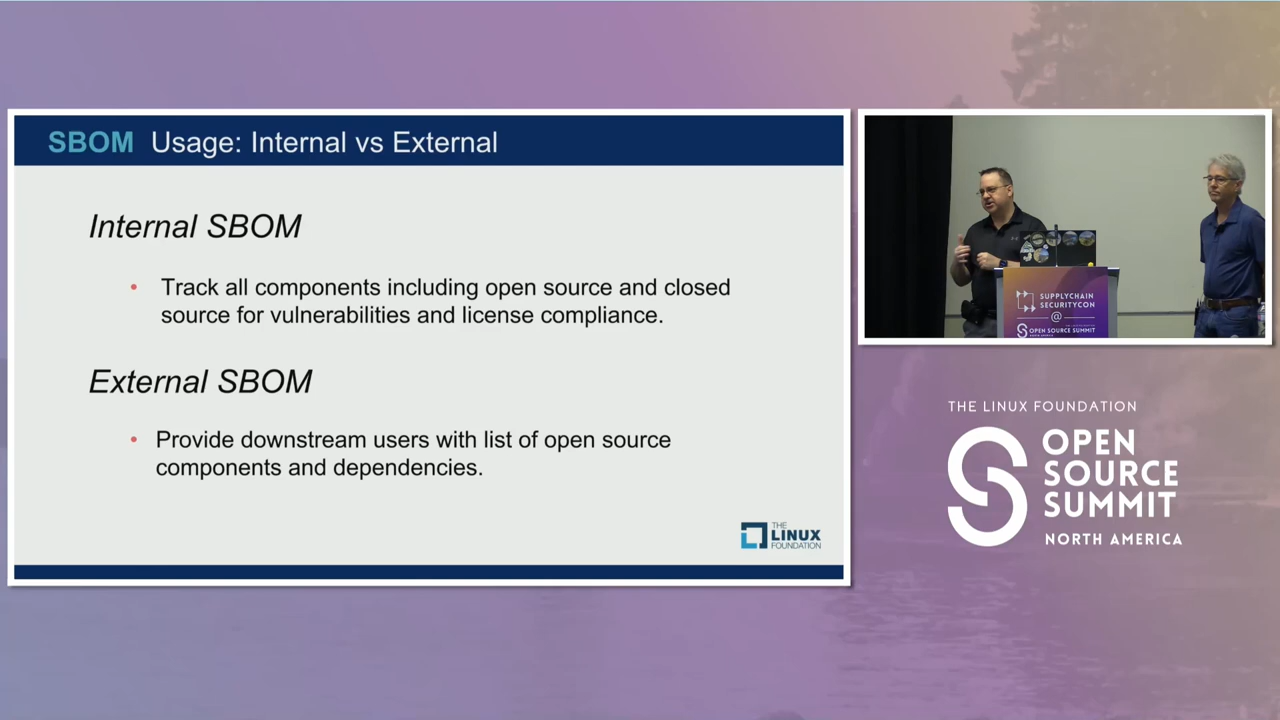 SBOM Usage: Internal vs External
Internal SBOM
• Track all components including open source and closed
source for vulnerabilities and license compliance.
External SBOM
• Provide downstream users with list of open source
components and dependencies.
THE
LINUX
FOUNDATION
SUPPLYCHAIN
SECURITYCON
@
OPEN SOURCE SUMMIT
THE LINUX FOUNDATION
OPEN
SOURCE
SUMMIT
NORTH AMERICA